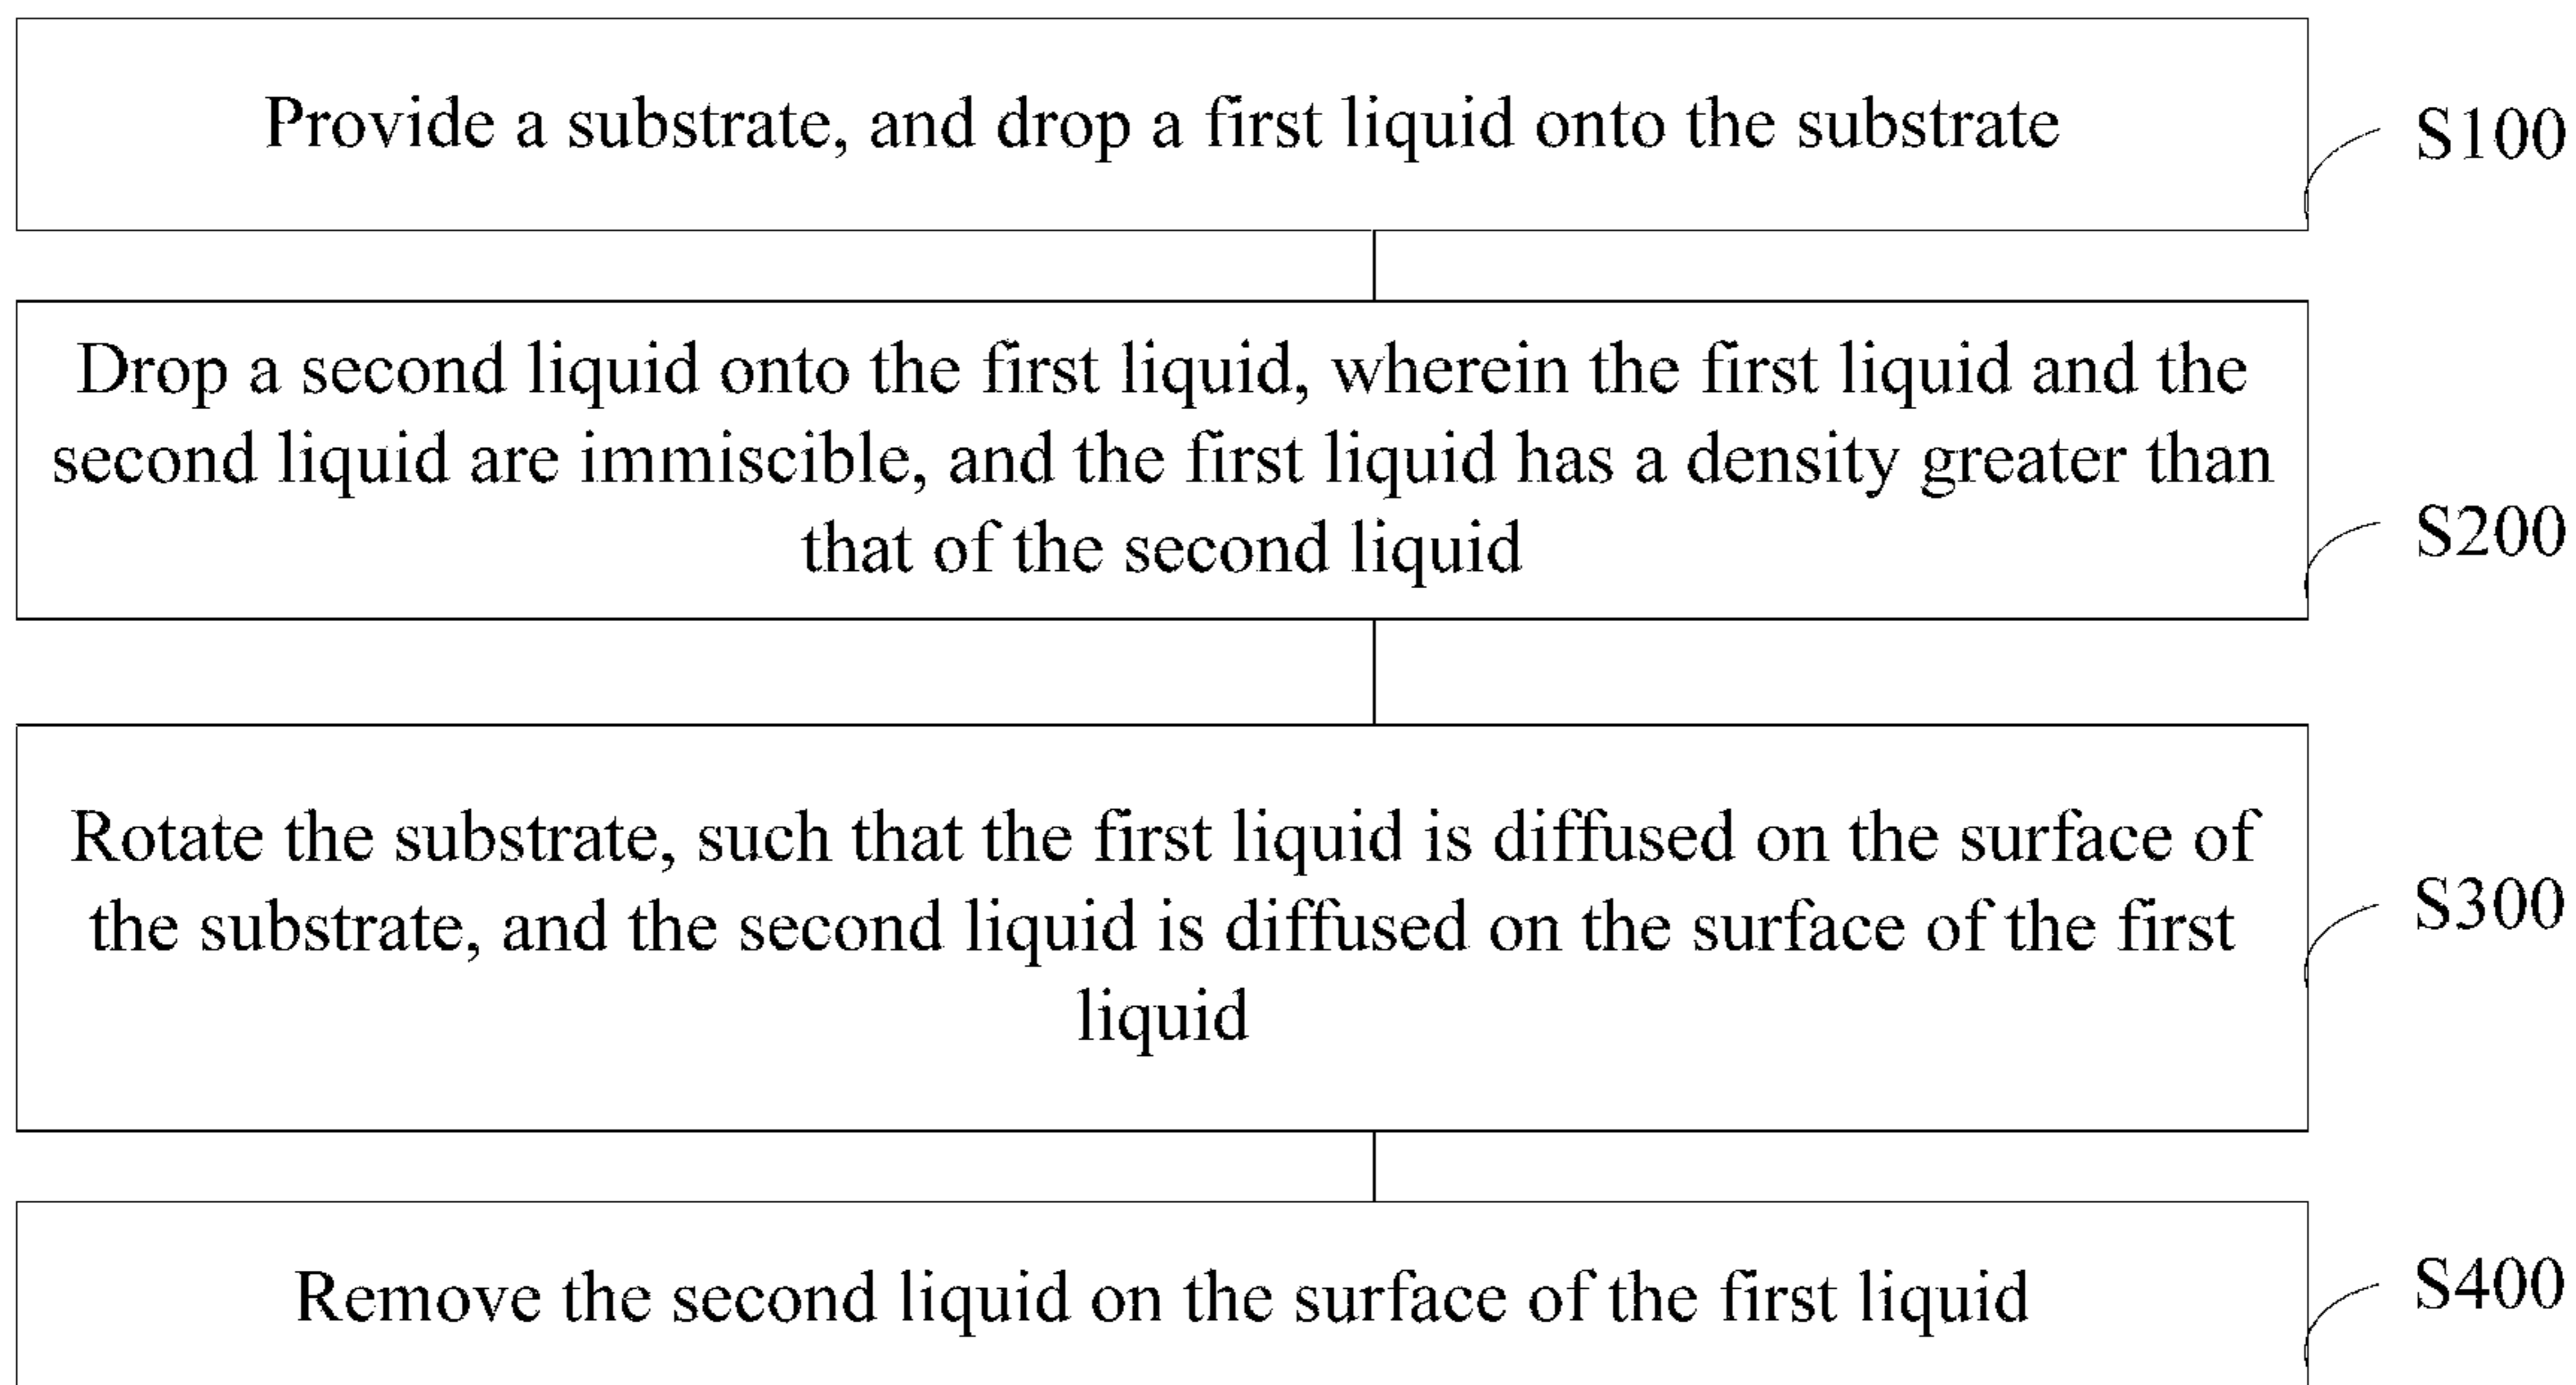 Provide a substrate, and drop a first liquid onto the substrate
S100
Drop a second liquid onto the first liquid, wherein the first liquid and the
second liquid are immiscible, and the first liquid has a density greater than
that of the second liquid
S200
Rotate the substrate, such that the first liquid is diffused on the surface of
the substrate, and the second liquid is diffused on the surface of the first
liquid
S300
Remove the second liquid on the surface of the first liquid
S400